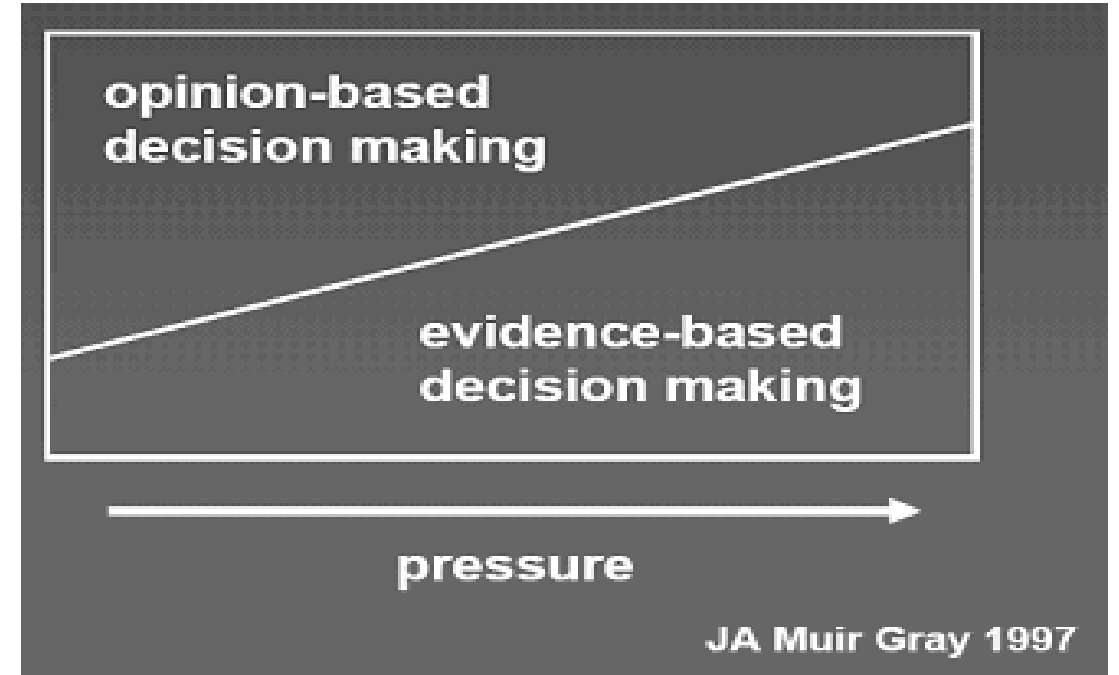 opinion-based
decision making
evidence-based
decision making
pressure
JA Muir Gray 1997